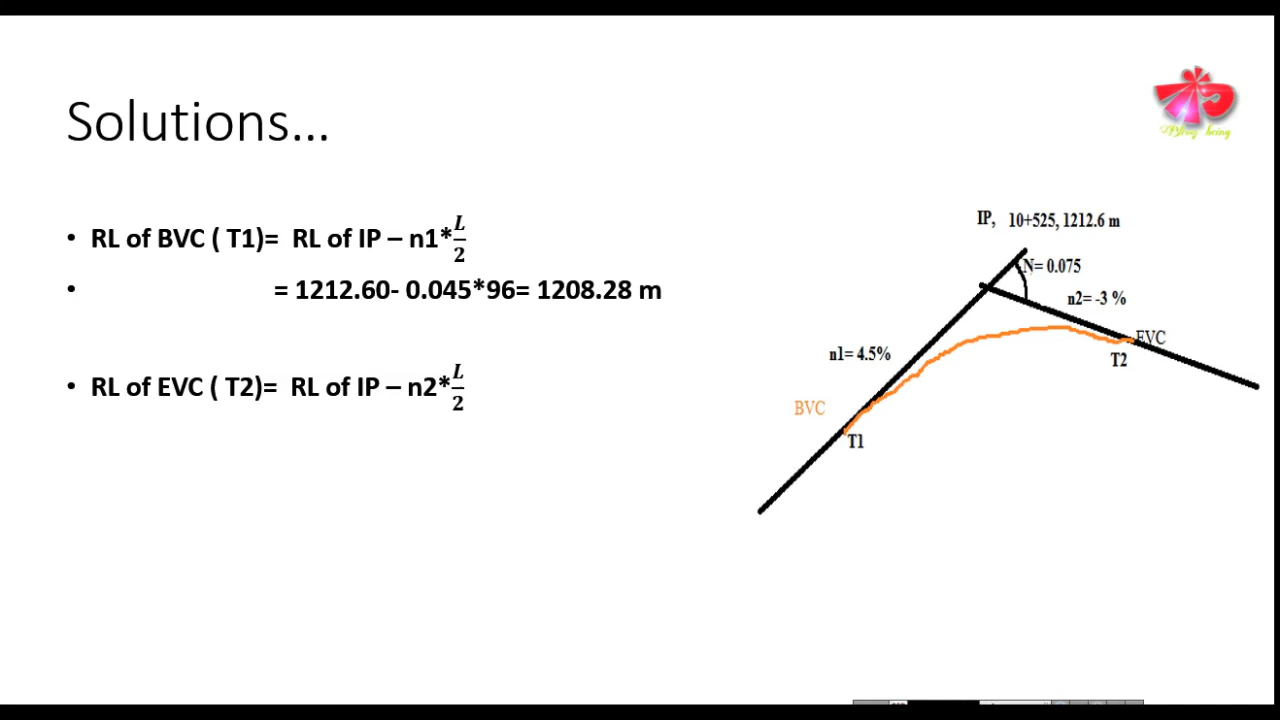 Solutions...
• RL of BVC ( T1)= RL of IP – n1*L/2
• = 1212.60- 0.045*96= 1208.28 m
• RL of EVC ( T2)= RL of IP – n2*L/2
IP, 10+525, 1212.6 m
N= 0.075
n2= -3 %
EVC
T2
n1= 4.5%
BVC
T1
being